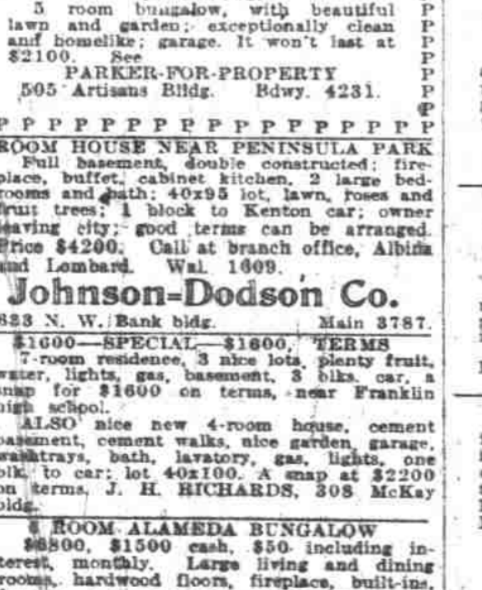 5 room bungalow, with beautiful P
lawn and garden; exceptionally clean P
and homelike; garage. It won't last at P
$2100. See P
PARKER-FOR-PROPERTY P
505 Artisans Bldg. Bdwy. 4231. P
P
P P P P P P P P P P P P P P P P P
ROOM HOUSE NEAR PENINSULA PARK
Full basement, double constructed; fire-
place, buffet, cabinet kitchen, 2 large bed-
rooms and bath; 40x95 lot, lawn, roses and
fruit trees; 1 block to Kenton car; owner
leaving city; good terms can be arranged.
Price $4200. Call at branch office, Albina
and Lombard. Wal. 1609.
Johnson=Dodson Co.
633 N. W. Bank bldg. Main 3787.
$1600—SPECIAL—$1600, TERMS
7-room residence, 3 nice lots, plenty fruit,
water, lights, gas, basement, 3 blks. car, a
snap for $1600 on terms, near Franklin
high school.
ALSO nice new 4-room house, cement
basement, cement walks, nice garden, garage,
washtrays, bath, lavatory, gas, lights, one
blk. to car; lot 40x100. A snap at $2200
on terms. J. H. RICHARDS, 308 McKay
bldg.
ROOM ALAMEDA BUNGALOW
$6800, $1500 cash, $50 including in-
terest, monthly. Large living and dining
rooms, hardwood floors, fireplace, built-ins,